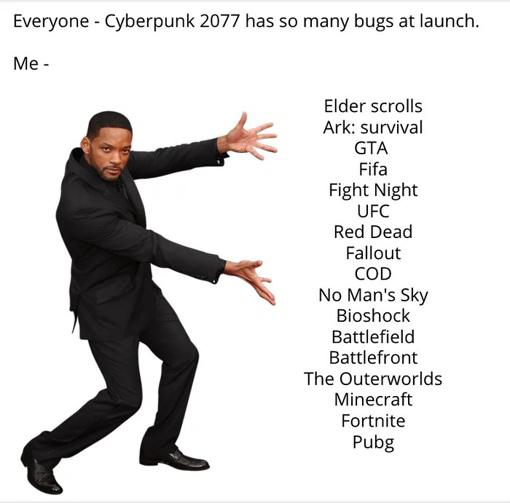 Everyone - Cyberpunk 2077 has so many bugs at launch.
Me -
Elder scrolls
Ark: survival
GTA
Fifa
Fight Night
UFC
Red Dead
Fallout
COD
No Man's Sky
Bioshock
Battlefield
Battlefront
The Outerworlds
Minecraft
Fortnite
Pubg